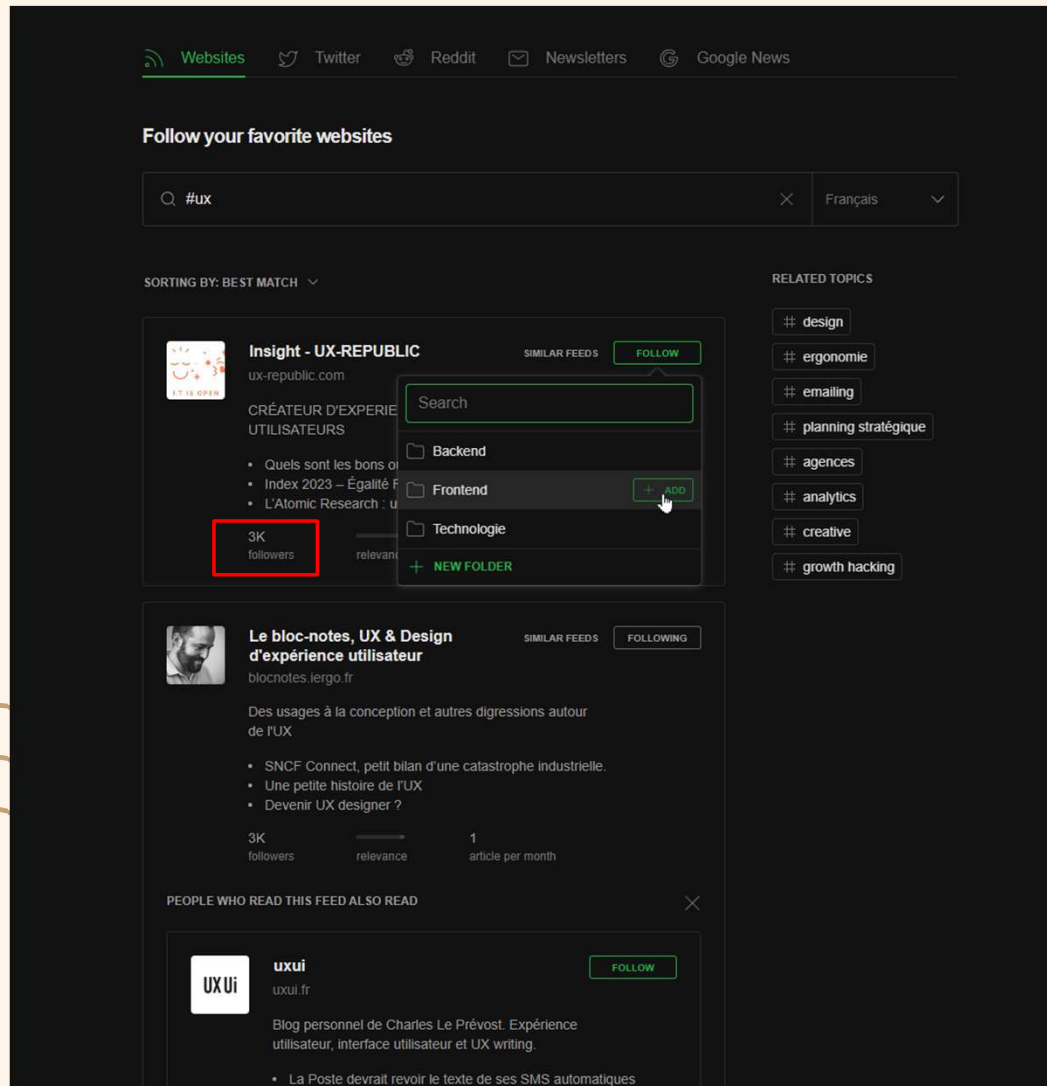 Websites Twitter Reddit Newsletters Google News
Follow your favorite websites
#ux Français
SORTING BY: BEST MATCH
RELATED TOPICS
Insight - UX-REPUBLIC SIMILAR FEEDS FOLLOW
ux-republic.com
IT IS OPEN
CRÉATEUR D'EXPERIE
UTILISATEURS
• Quels sont les bons
• Index 2023 – Égalité F
• L'Atomic Research : u
3K
followers
relevan
Search
Backend
Frontend + ADD
Technologie
+ NEW FOLDER
# design
# ergonomie
# emailing
# planning stratégique
# agences
# analytics
# creative
# growth hacking
Le bloc-notes, UX & Design SIMILAR FEEDS FOLLOWING
d'expérience utilisateur
blocnotes.iergo.fr
Des usages à la conception et autres digressions autour
de l'UX
• SNCF Connect, petit bilan d'une catastrophe industrielle.
• Une petite histoire de l'UX
• Devenir UX designer ?
3K 1
followers relevance article per month
PEOPLE WHO READ THIS FEED ALSO READ
UX Ui
uxui FOLLOW
uxui.fr
Blog personnel de Charles Le Prévost. Expérience
utilisateur, interface utilisateur et UX writing.
• La Poste devrait revoir le texte de ses SMS automatiques